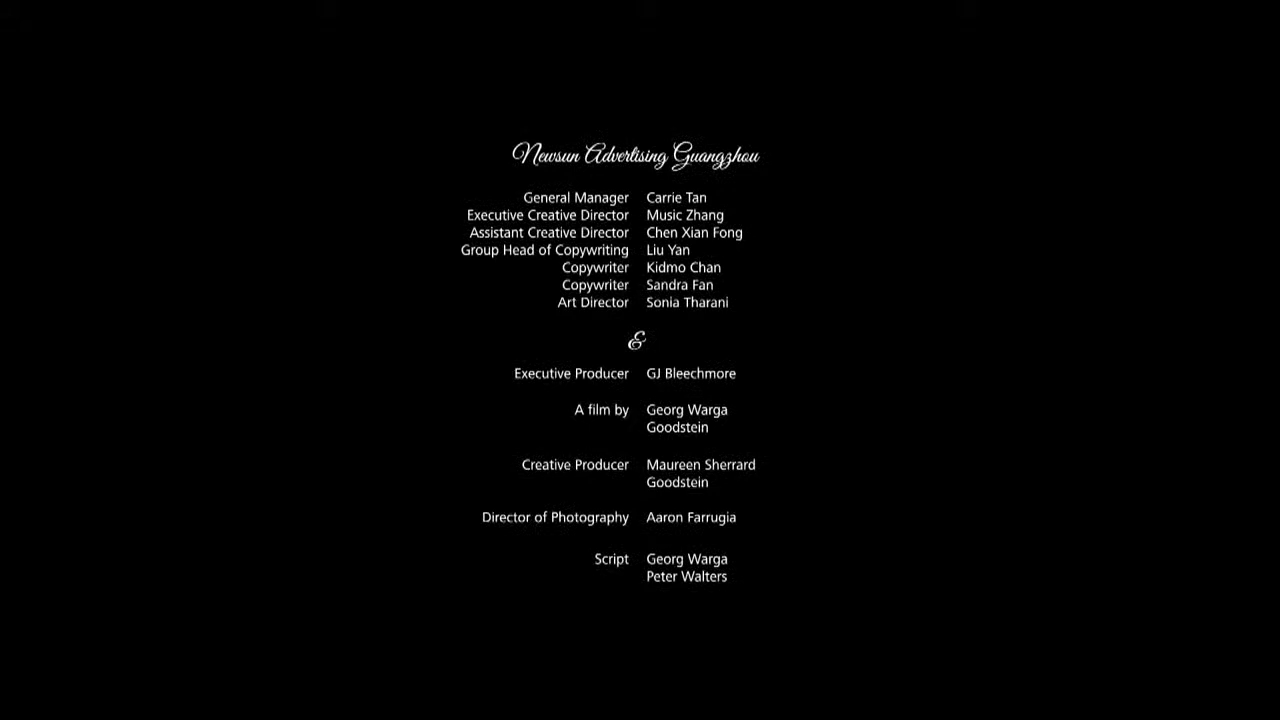 Newsun Advertising Guangzhou
General Manager Carrie Tan
Executive Creative Director Music Zhang
Assistant Creative Director Chen Xian Fong
Group Head of Copywriting Liu Yan
Copywriter Kidmo Chan
Copywriter Sandra Fan
Art Director Sonia Tharani
&
Executive Producer GJ Bleechmore
A film by Georg Warga
Goodstein
Creative Producer Maureen Sherrard
Goodstein
Director of Photography Aaron Farrugia
Script Georg Warga
Peter Walters